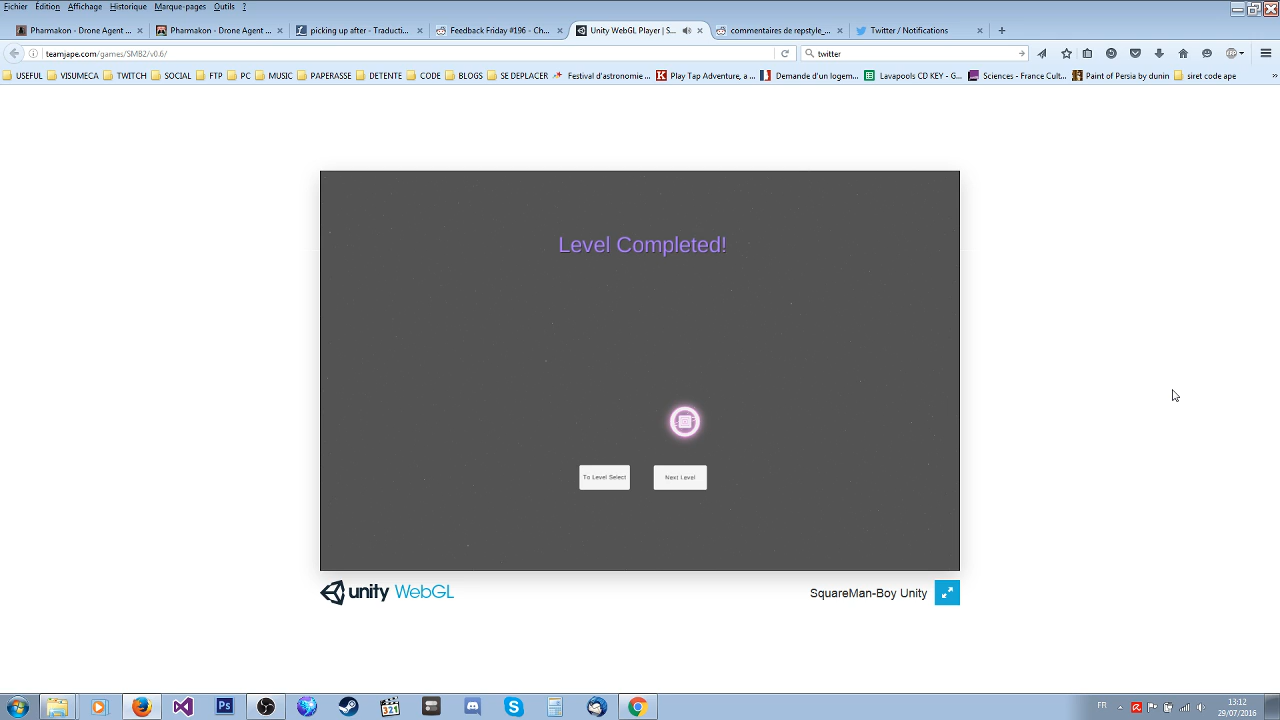 Fichier Édition Affichage Historique Marque-pages Outils ?
Pharmakon - Drone Agent ... Pharmakon - Drone Agent ... picking up after - Traducti... Feedback Friday #196 - Ch... Unity WebGL Player | S... commentaires de repstyle_... Twitter / Notifications
teamjape.com/games/SMB2/v0.6/ twitter
USEFUL VISUMECA TWITCH SOCIAL FTP PC MUSIC PAPERASSE DETENTE CODE BLOGS SE DEPLACER Festival d'astronomie ... Play Tap Adventure, a ... Demande d'un logem... Lavapools CD KEY - G... Sciences - France Cult... Paint of Persia by dunin siret code ape
Level Completed!
To Level Select Next Level
unity WebGL
SquareMan-Boy Unity
Ps 321
FR 13:12
29/07/2016